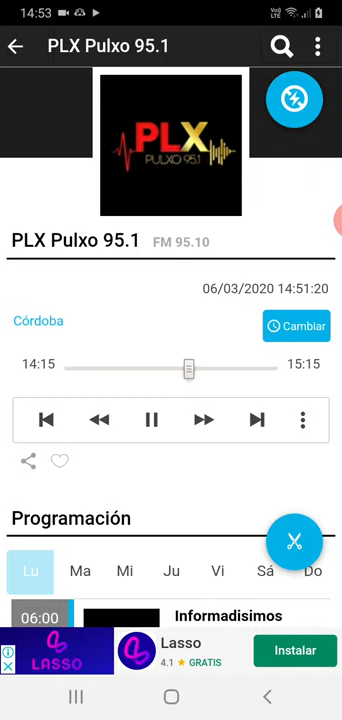 14:53
Vo))
LTE
PLX Pulxo 95.1
PLX
PULXO 95.1
PLX Pulxo 95.1 FM 95.10
06/03/2020 14:51:20
Córdoba
Cambiar
14:15
15:15
Programación
Lu Ma Mi Ju Vi Sá Do
06:00
Informadisimos
LASSO
Lasso
4.1 ★ GRATIS
Instalar